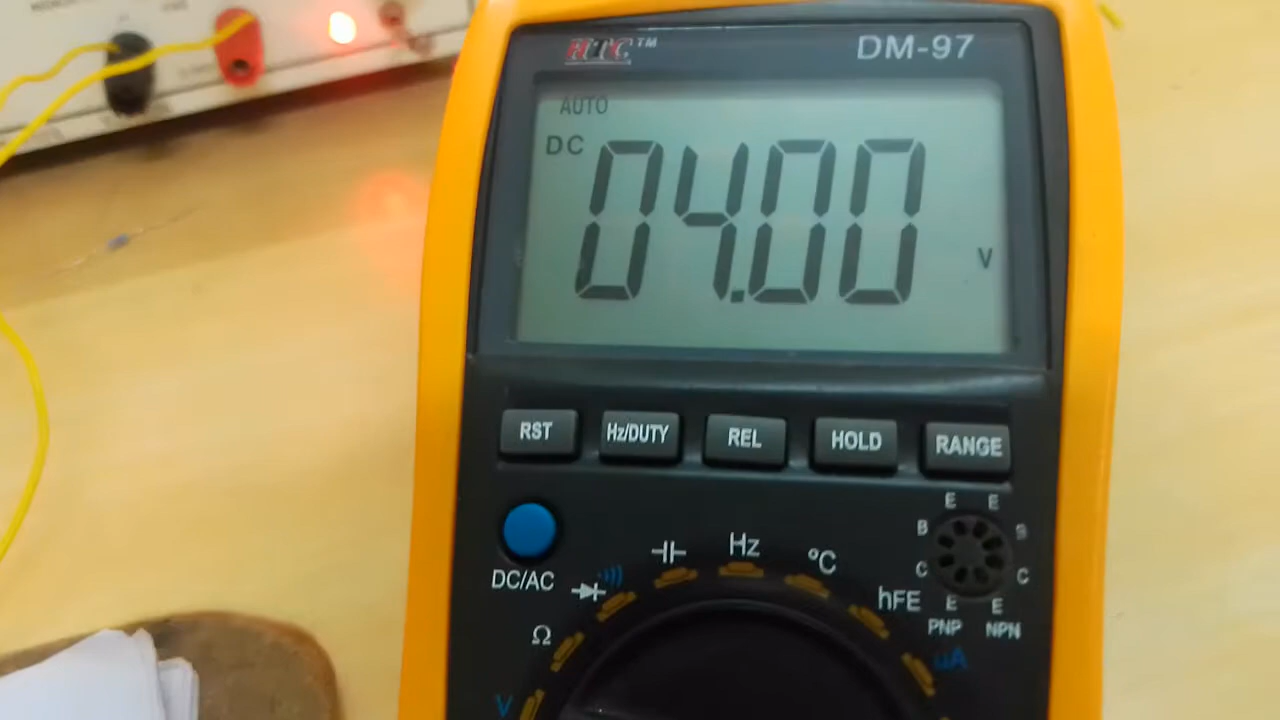 HTC™ DM-97
AUTO
DC 04.00 V
RST Hz/DUTY REL HOLD RANGE
DC/AC
Hz
°C
hFE
Ω
V
µA
E E
B
C C
E E
PNP NPN